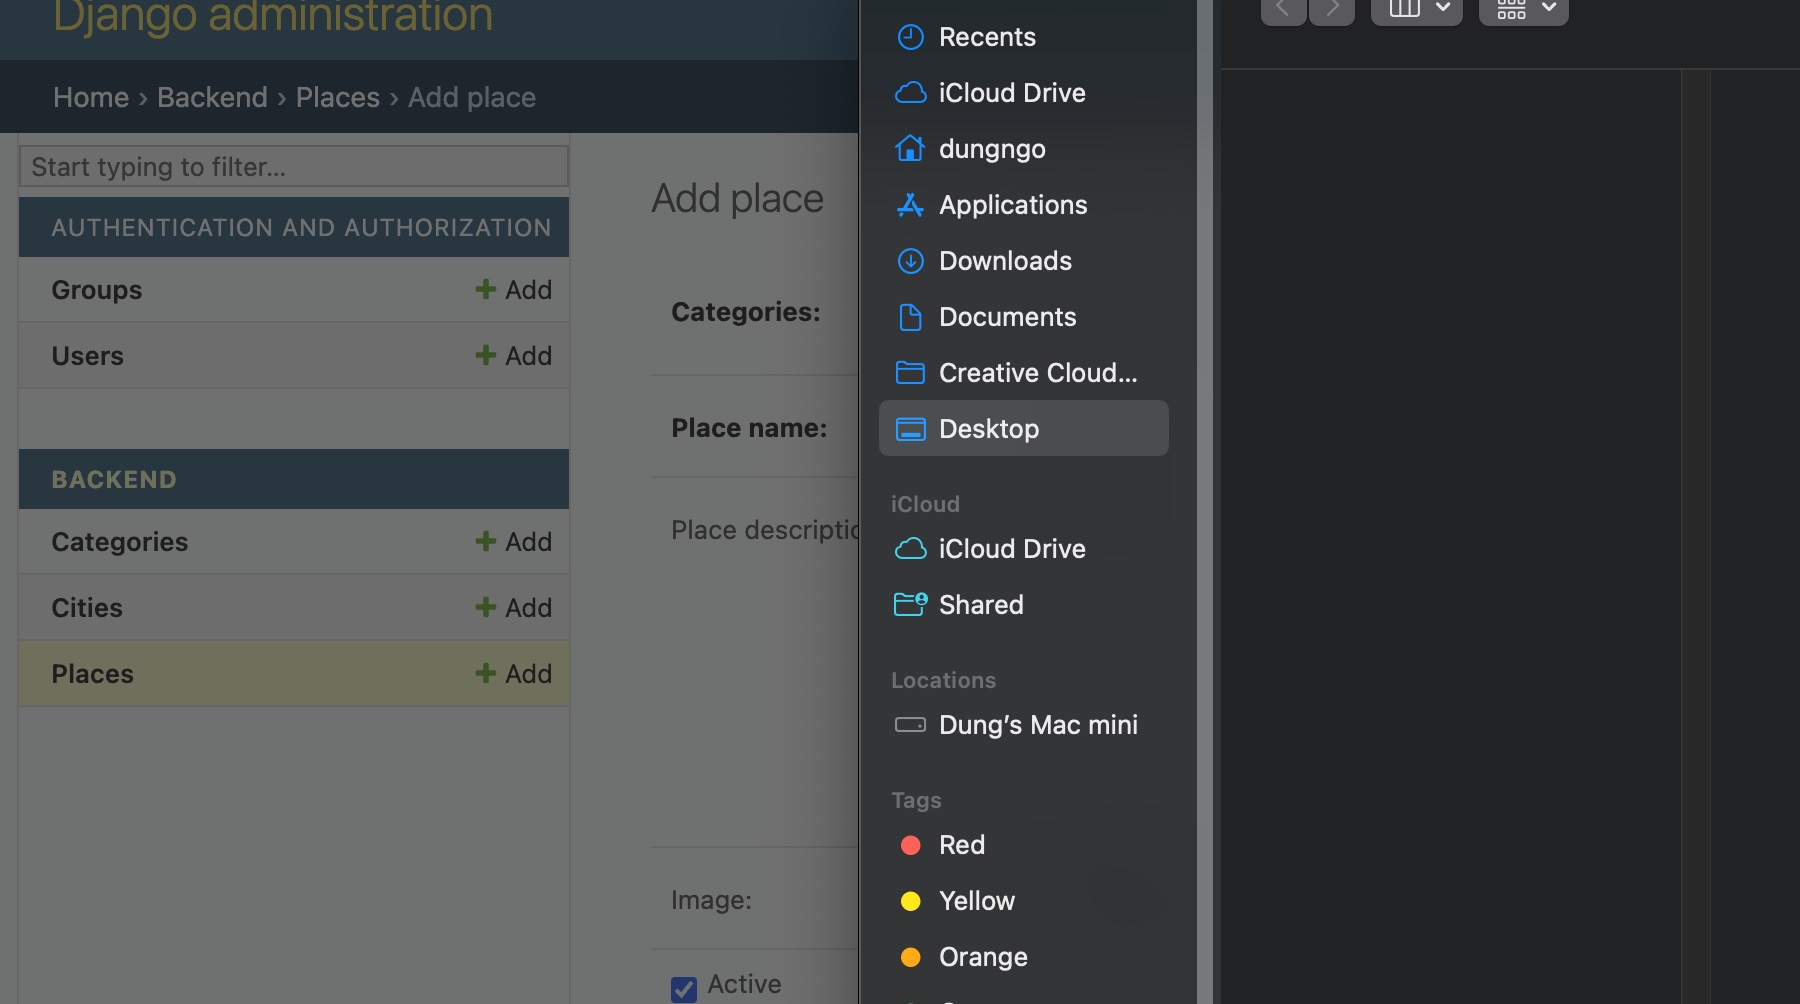 Django administration
Home › Backend › Places › Add place
Start typing to filter...
AUTHENTICATION AND AUTHORIZATION
Groups
Add
Users
Add
BACKEND
Categories
Add
Cities
Add
Places
Add
Add place
Categories:
Place name:
Place descriptio
Image:
Active
Recents
iCloud Drive
dungngo
Applications
Downloads
Documents
Creative Cloud...
Desktop
iCloud
iCloud Drive
Shared
Locations
Dung’s Mac mini
Tags
Red
Yellow
Orange